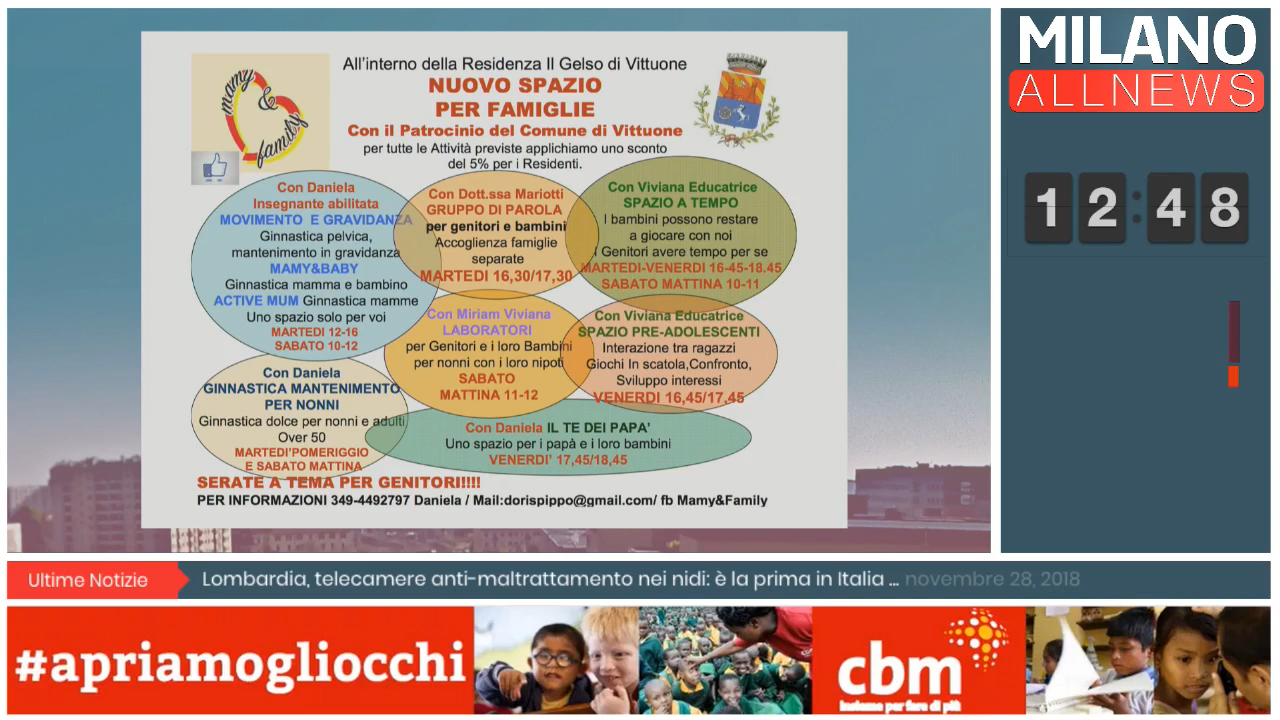 mamy
&
family
All'interno della Residenza Il Gelso di Vittuone
NUOVO SPAZIO
PER FAMIGLIE
Con il Patrocinio del Comune di Vittuone
per tutte le Attività previste applichiamo uno sconto
del 5% per i Residenti.
Con Daniela
Insegnante abilitata
MOVIMENTO E GRAVIDANZA
Ginnastica pelvica,
mantenimento in gravidanza
MAMY&BABY
Ginnastica mamma e bambino
ACTIVE MUM Ginnastica mamme
Uno spazio solo per voi
MARTEDI 12-16
SABATO 10-12
Con Dott.ssa Mariotti
GRUPPO DI PAROLA
per genitori e bambini
Accoglienza famiglie
separate
MARTEDI 16,30/17,30
Con Viviana Educatrice
SPAZIO A TEMPO
I bambini possono restare
a giocare con noi
i Genitori avere tempo per se
MARTEDI-VENERDI 16-45-18.45
SABATO MATTINA 10-11
Con Miriam Viviana
LABORATORI
per Genitori e i loro Bambini
per nonni con i loro nipoti
SABATO
MATTINA 11-12
Con Viviana Educatrice
SPAZIO PRE-ADOLESCENTI
Interazione tra ragazzi
Giochi In scatola,Confronto,
Sviluppo interessi
VENERDI 16,45/17,45
Con Daniela
GINNASTICA MANTENIMENTO
PER NONNI
Ginnastica dolce per nonni e adulti
Over 50
MARTEDI'POMERIGGIO
E SABATO MATTINA
Con Daniela IL TE DEI PAPA'
Uno spazio per i papà e i loro bambini
VENERDI' 17,45/18,45
SERATE A TEMA PER GENITORI!!!!
PER INFORMAZIONI 349-4492797 Daniela / Mail:dorispippo@gmail.com/ fb Mamy&Family
MILANO
ALLNEWS
12:48
Ultime Notizie
Lombardia, telecamere anti-maltrattamento nei nidi: è la prima in Italia ... novembre 28, 2018
#apriamogliocchi
cbm
insieme per fare di più